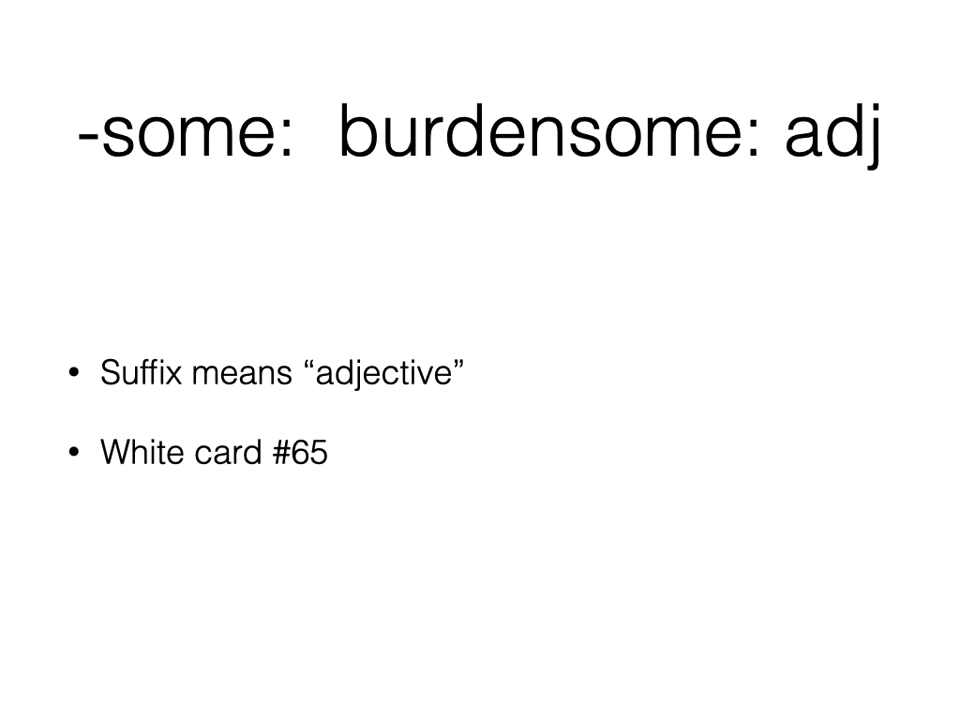 -some:  burdensome: adj
• Suffix means “adjective”
• White card #65